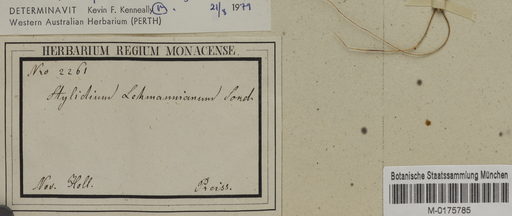 DETERMINAVIT Kevin F. Kenneally 21/8 1979
Western Australian Herbarium (PERTH)
HERBARIUM REGIUM MONACENSE.
Nro 2261
Stylidium Lehmannianum Sond.
Nov. Holl. Preiss.
Botanische Staatssammlung München
M-0175785